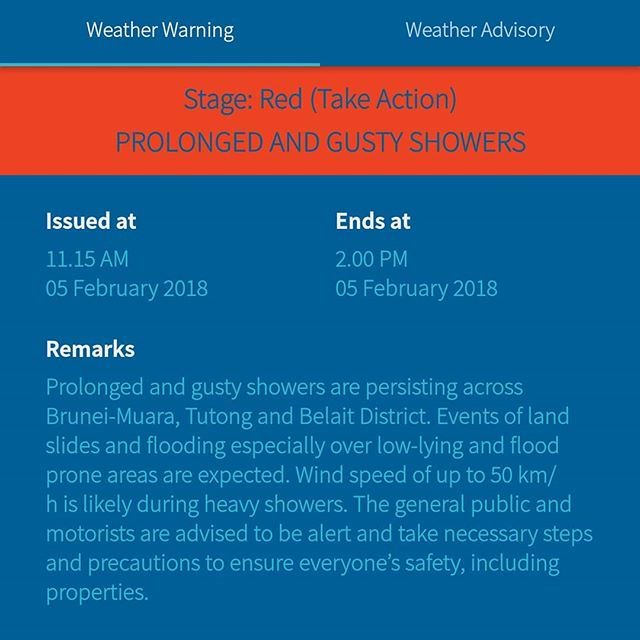 Weather Warning Weather Advisory
Stage: Red (Take Action)
PROLONGED AND GUSTY SHOWERS
Issued at
11.15 AM
05 February 2018
Ends at
2.00 PM
05 February 2018
Remarks
Prolonged and gusty showers are persisting across
Brunei-Muara, Tutong and Belait District. Events of land
slides and flooding especially over low-lying and flood
prone areas are expected. Wind speed of up to 50 km/
h is likely during heavy showers. The general public and
motorists are advised to be alert and take necessary steps
and precautions to ensure everyone’s safety, including
properties.